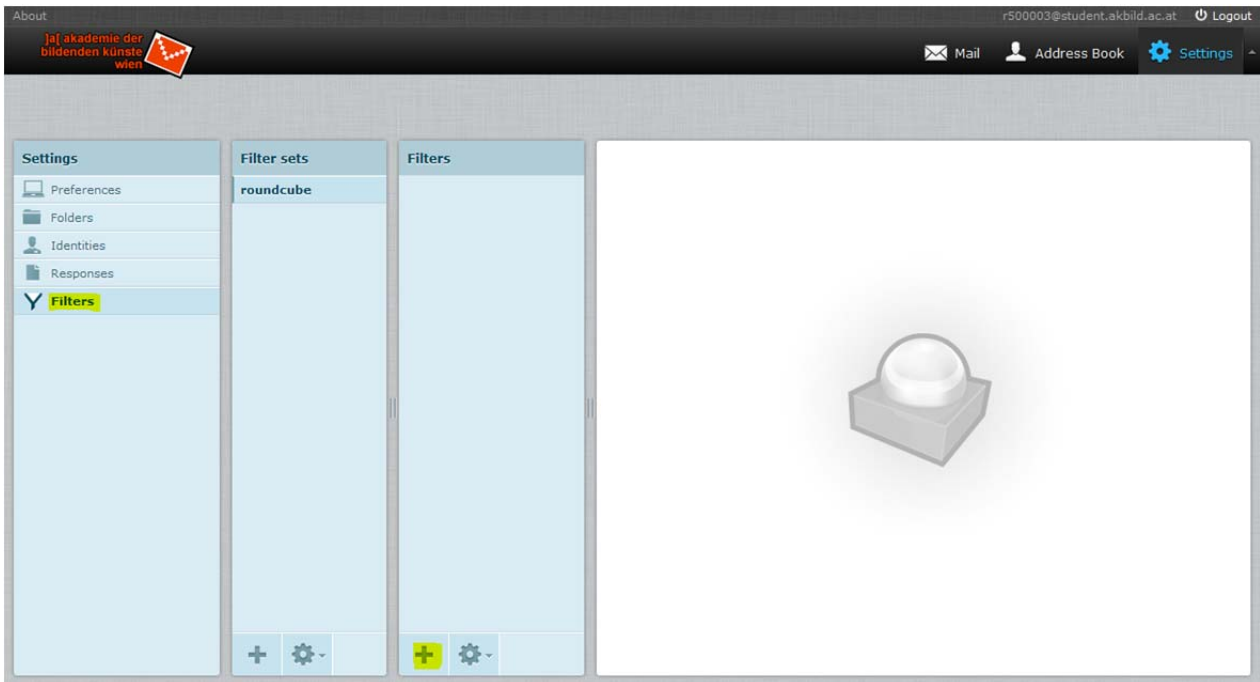 About
r500003@student.akbild.ac.at Logout
]a[ akademie der
bildenden künste
wien
Mail Address Book Settings
Settings
Preferences
Folders
Identities
Responses
Filters
Filter sets
roundcube
Filters